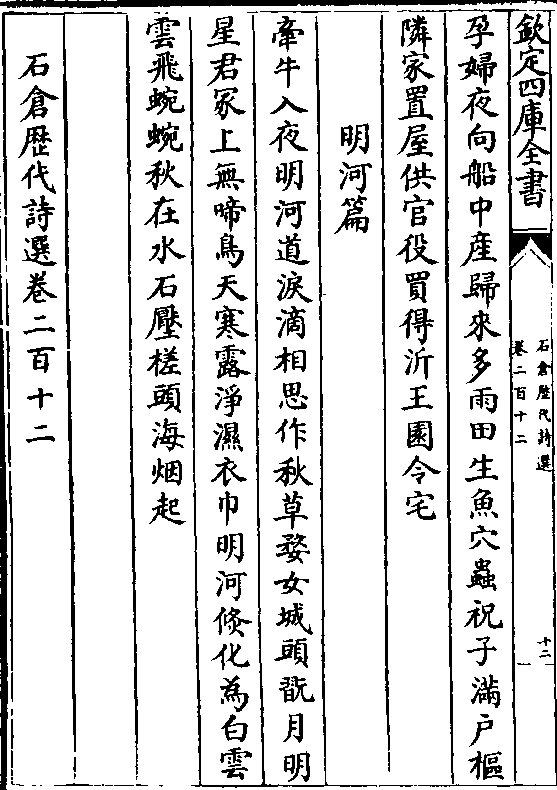 欽定四庫全書
石倉歴代詩選
卷二百十二
十二
孕婦夜向船中産歸來多雨田生魚穴蟲祝子滿户樞
隣家置屋供官役買得沂王園令宅
明河篇
牽牛入夜明河道淚滴相思作秋草婺女城頭翫月明
星君冢上無啼鳥天寒露淨濕衣巾明河倐化為白雲
雲飛蜿蜿秋在水石壓槎頭海烟起
石倉歴代詩選卷二百十二